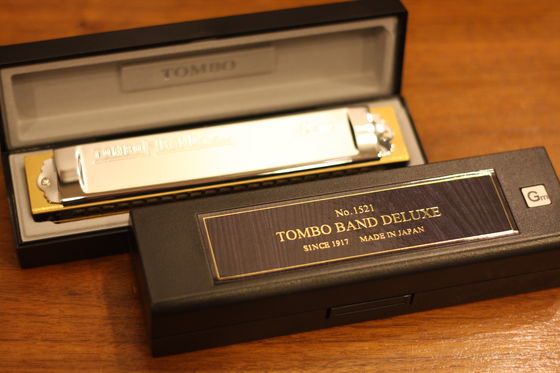 TOMBO
No.1521
TOMBO BAND DELUXE
SINCE 1917 MADE IN JAPAN
Gm